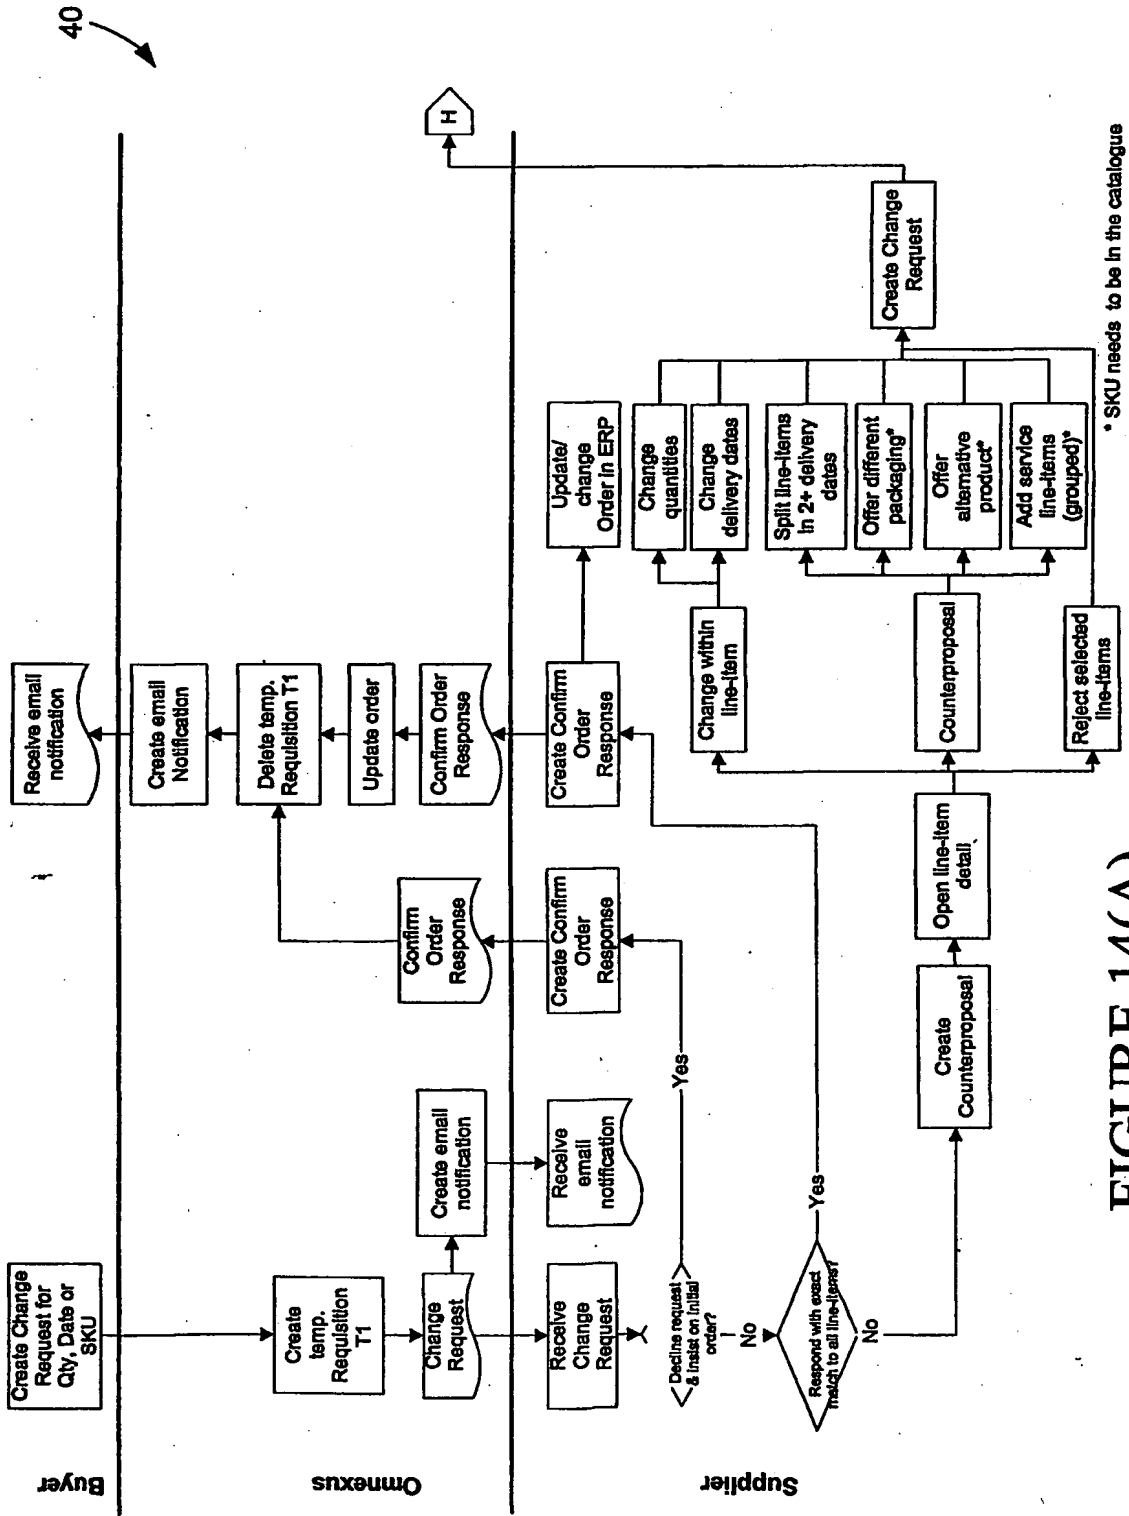 40
Buyer
Create Change
Request for
Qty, Date or
SKU
Receive email
notification
Omnexus
Create
temp.
Requisition
T1
Change
Request
Create email
notification
Confirm
Order
Response
Create email
Notification
Delete temp.
Requisition T1
Update order
Confirm Order
Response
H
Supplier
Receive
Change
Request
Receive
email
notification
Decline request
& insist on initial
order?
Yes
No
Create Confirm
Order
Response
Respond with exact
match to all line-items?
Yes
No
Create Confirm
Order
Response
Update/
change
Order in ERP
Create
Counterproposal
Open line-item
detail
Change within
line-item
Change
quantities
Change
delivery dates
Counterproposal
Split line-items
in 2+ delivery
dates
Offer different
packaging*
Offer
alternative
product*
Add service
line-items
(grouped)*
Reject selected
line-items
Create Change
Request
* SKU needs to be in the catalogue
FIGURE 14(A)